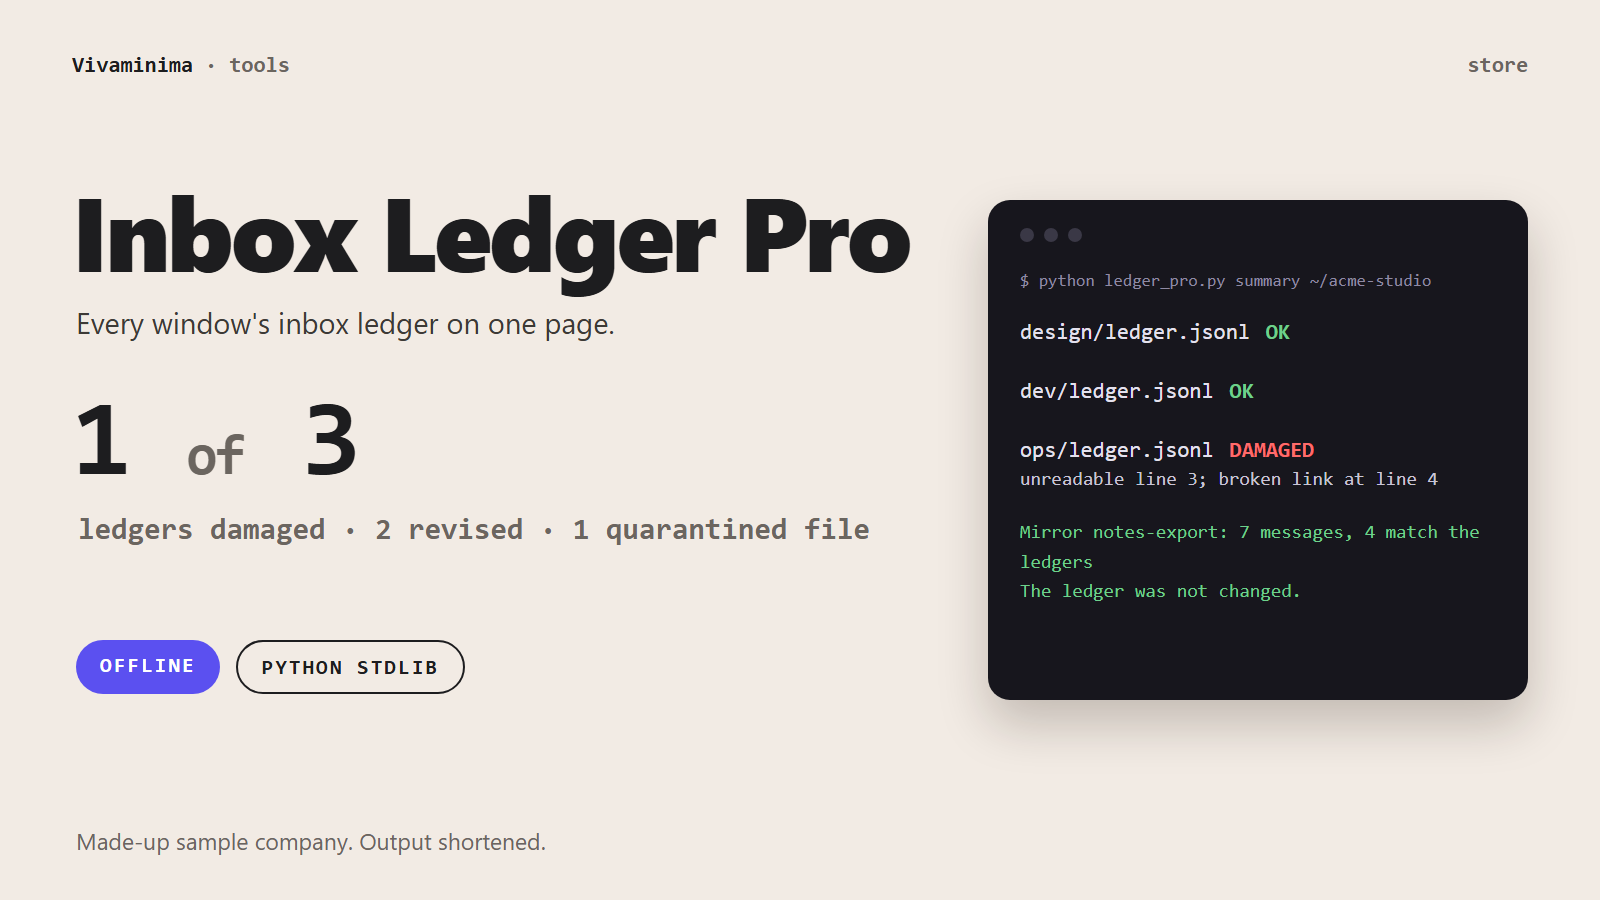 Vivaminima · tools
store
Inbox Ledger Pro
Every window's inbox ledger on one page.
1 of 3
ledgers damaged · 2 revised · 1 quarantined file
OFFLINE
PYTHON STDLIB
$ python ledger_pro.py summary ~/acme-studio
design/ledger.jsonl OK
dev/ledger.jsonl OK
ops/ledger.jsonl DAMAGED
unreadable line 3; broken link at line 4
Mirror notes-export: 7 messages, 4 match the
ledgers
The ledger was not changed.
Made-up sample company. Output shortened.